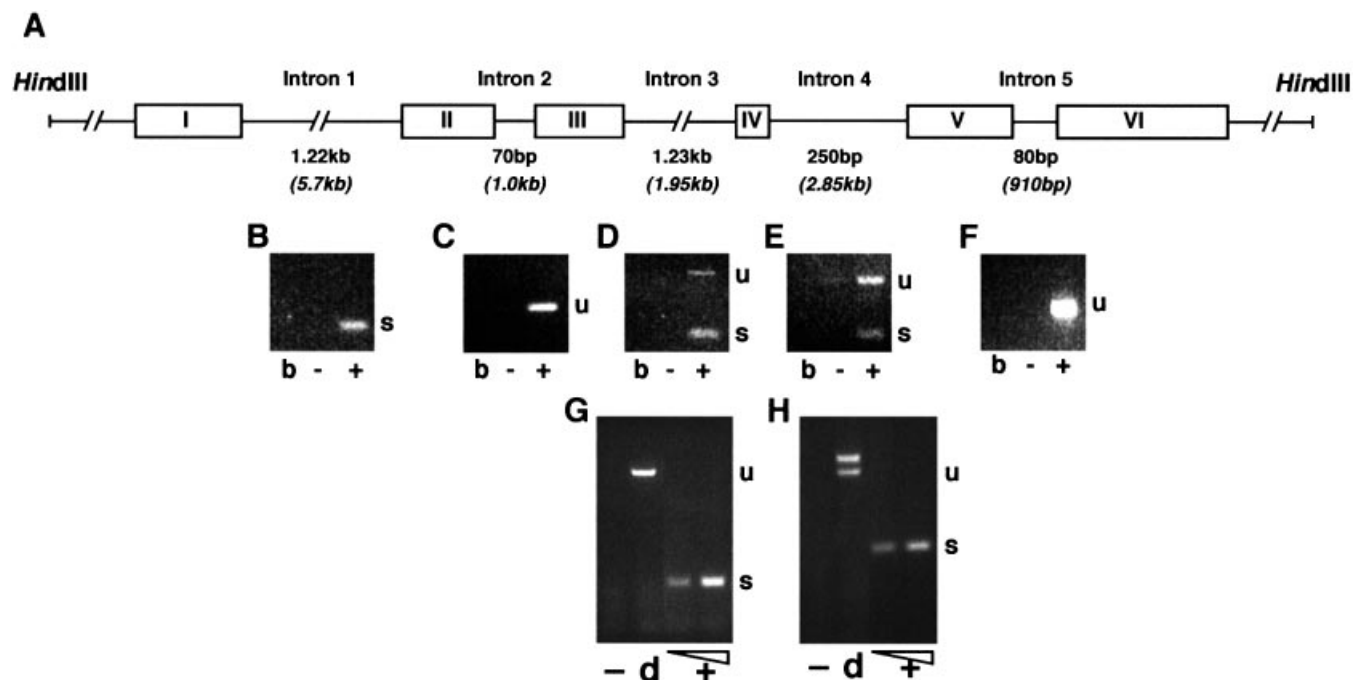 A
HindIII Intron 1 Intron 2 Intron 3 Intron 4 Intron 5 HindIII
I II III IV V VI
1.22kb 70bp 1.23kb 250bp 80bp
(5.7kb) (1.0kb) (1.95kb) (2.85kb) (910bp)
B C D E F
s u u s u s u
b - + b - + b - + b - + b - +
G H
u s u s
– d + – d +